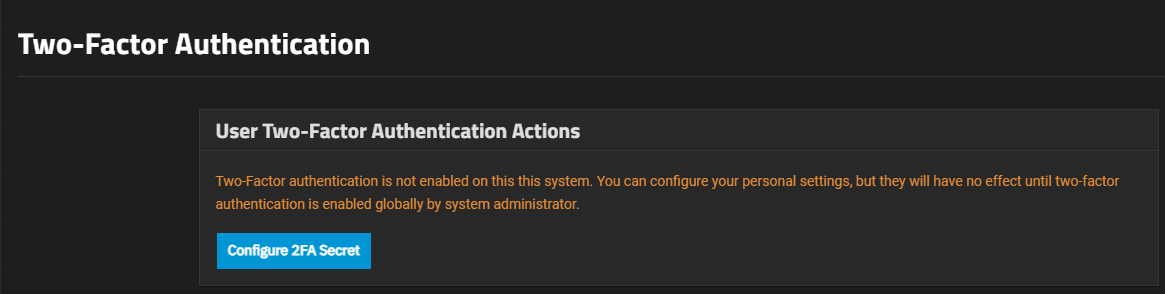 Two-Factor Authentication
User Two-Factor Authentication Actions
Two-Factor authentication is not enabled on this this system. You can configure your personal settings, but they will have no effect until two-factor
authentication is enabled globally by system administrator.
Configure 2FA Secret